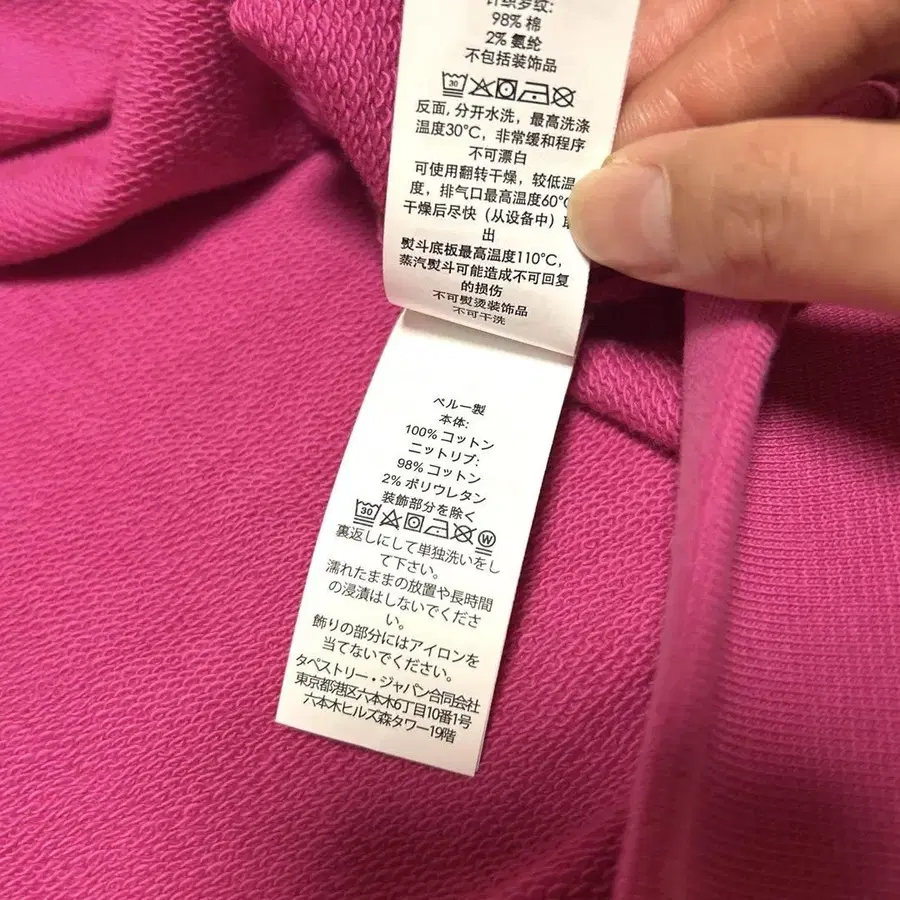 针织罗纹:
98% 棉
2% 氨纶
不包括装饰品
30
反面, 分开水洗，最高洗涤
温度30°C，非常缓和程序
不可漂白
可使用翻转干燥，较低温
度，排气口最高温度60°C
干燥后尽快（从设备中）取
出
熨斗底板最高温度110°C，
蒸汽熨斗可能造成不可回复
的损伤
不可熨烫装饰品
不可干洗
ペルー製
本体:
100% コットン
ニットリブ:
98% コットン
2% ポリウレタン
装飾部分を除く
30 W
裏返しにして単独洗いをし
て下さい。
濡れたままの放置や長時間
の浸漬はしないでくださ
い。
飾りの部分にはアイロンを
当てないでください。
タペストリー・ジャパン合同会社
東京都港区六本木6丁目10番1号
六本木ヒルズ森タワー19階